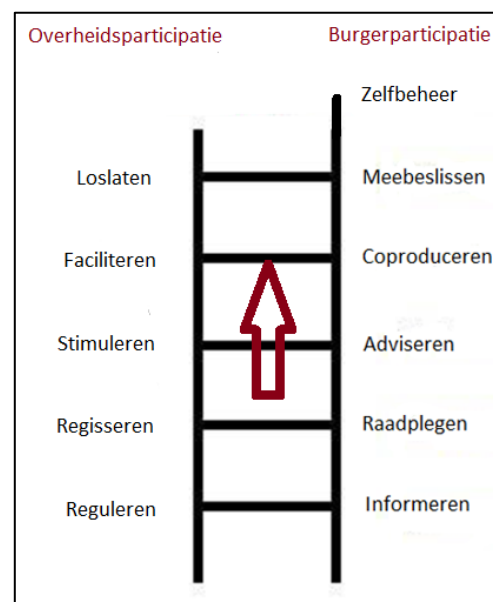 Overheidsparticipatie Burgerparticipatie
Zelfbeheer
Loslaten Meebeslissen
Faciliteren Coproduceren
Stimuleren Adviseren
Regisseren Raadplegen
Reguleren Informeren